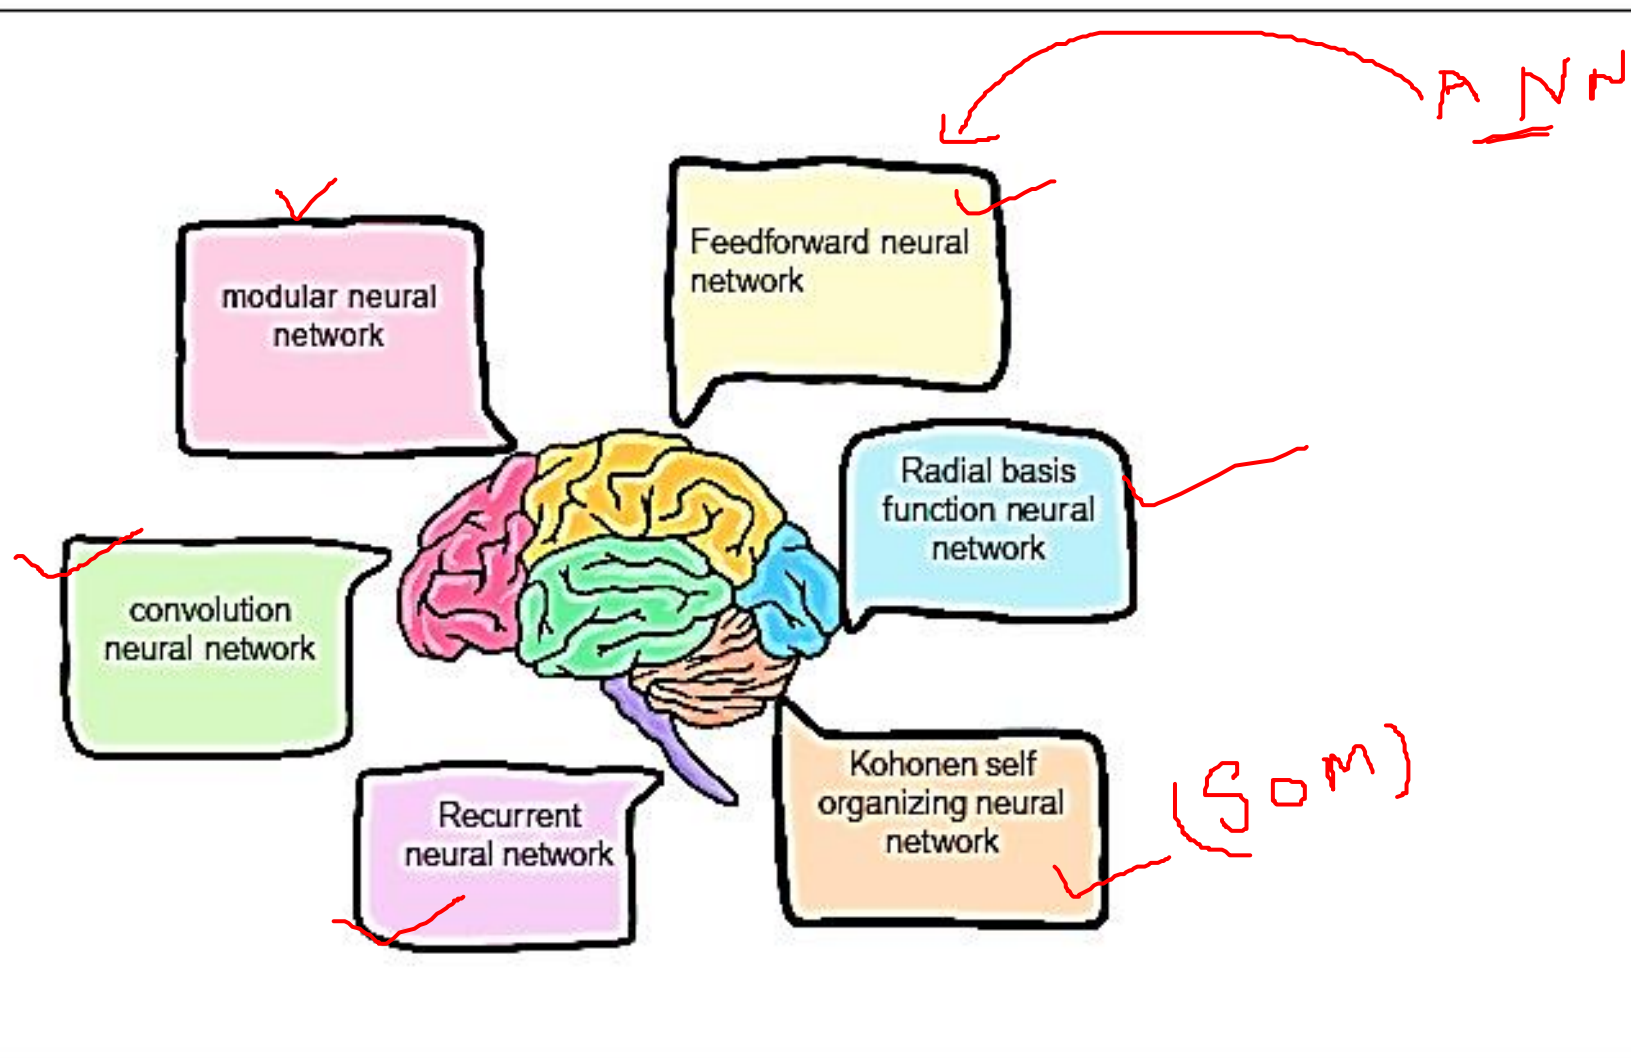 ANN
Feedforward neural
network
modular neural
network
Radial basis
function neural
network
convolution
neural network
Kohonen self
organizing neural
network
(SOM)
Recurrent
neural network